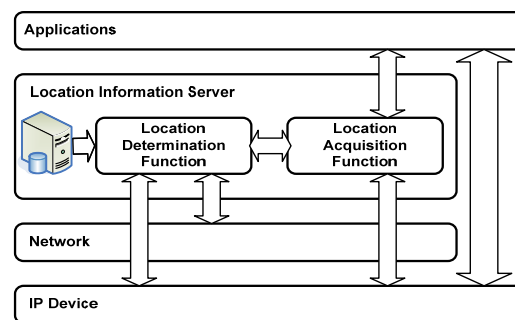 Applications
Location Information Server
Location
Determination
Function
Location
Acquisition
Function
Network
IP Device